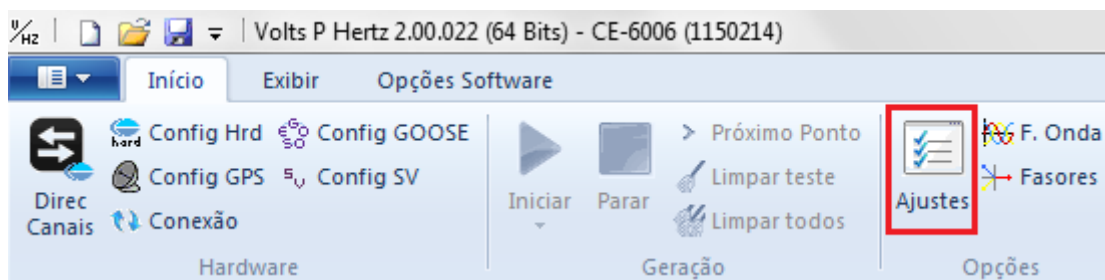 V/Hz Volts P Hertz 2.00.022 (64 Bits) - CE-6006 (1150214)
Início Exibir Opções Software
Direc Canais
hard Config Hrd
Config GPS
Conexão
GOOSE Config GOOSE
SV Config SV
Hardware
Iniciar
Parar
Próximo Ponto
Limpar teste
Limpar todos
Geração
Ajustes
F. Onda
Fasores
Opções